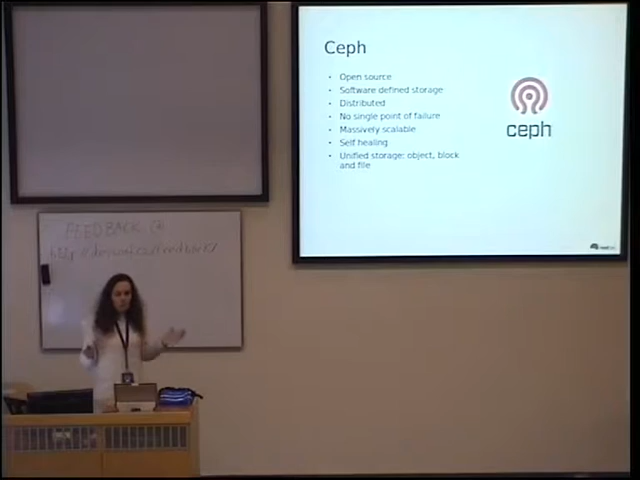 Ceph
• Open source
• Software defined storage
• Distributed
• No single point of failure
• Massively scalable
• Self healing
• Unified storage: object, block
and file
ceph
FEEDBACK @